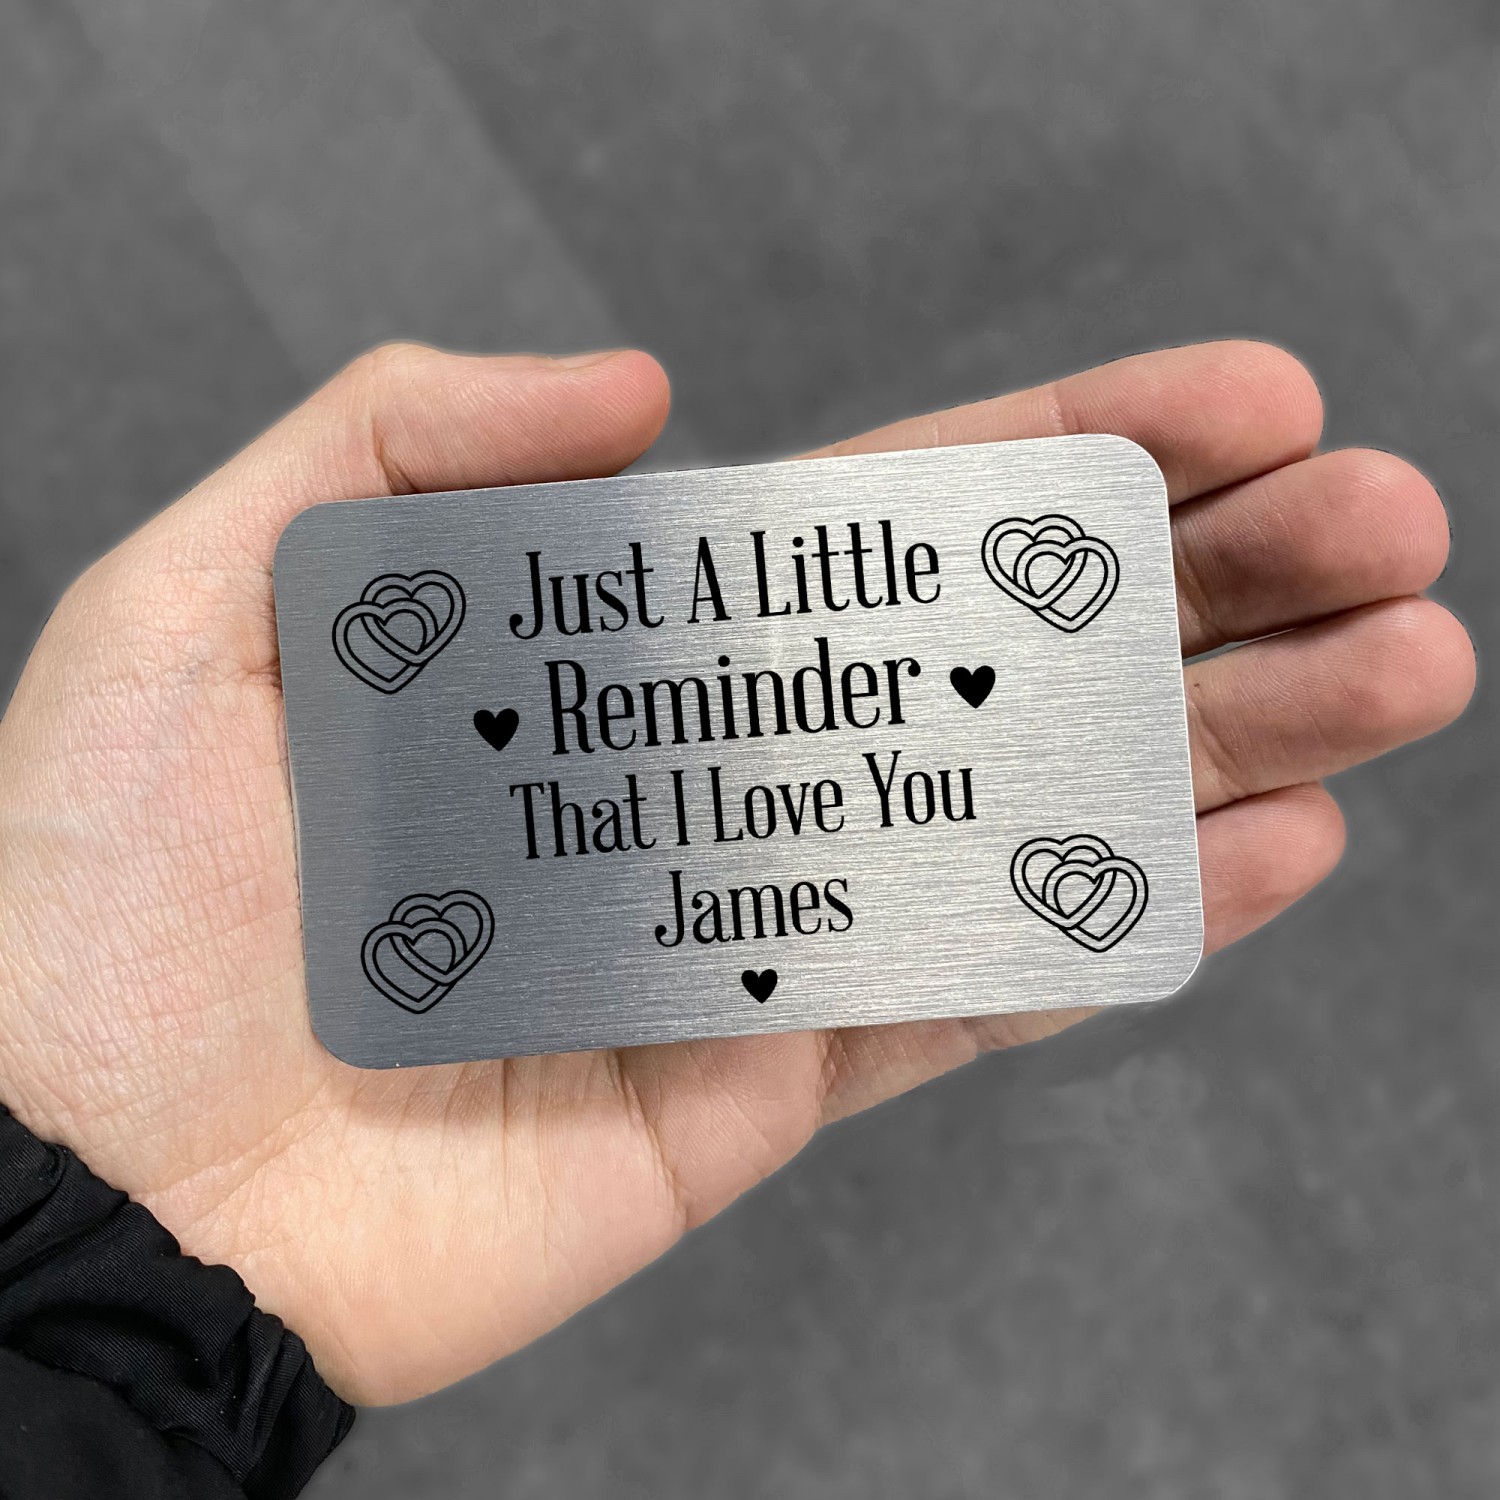 Just A Little
Reminder
That I Love You
James